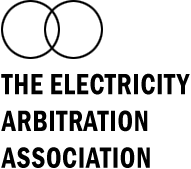 THE ELECTRICITY
ARBITRATION
ASSOCIATION